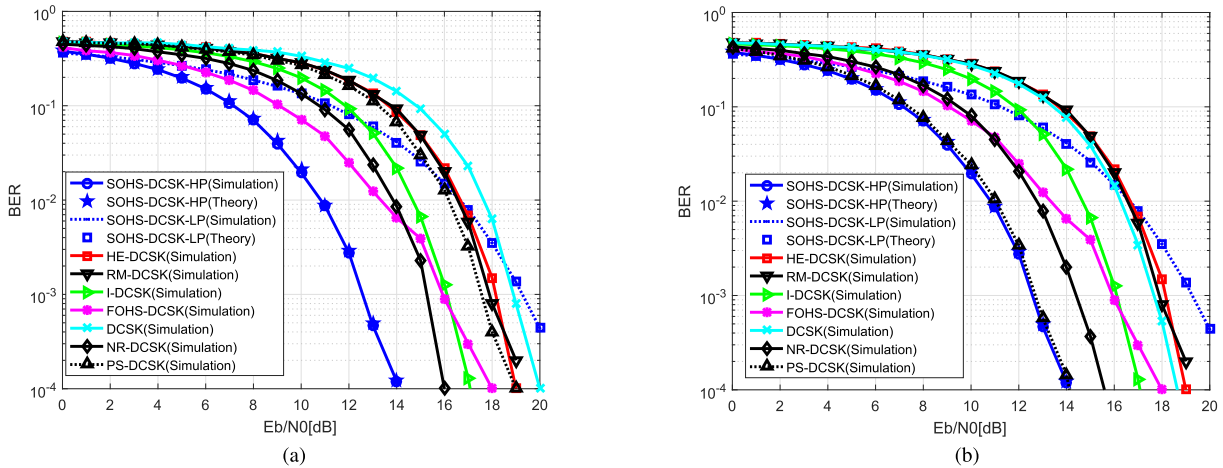 10^0
10^-1
10^-2
10^-3
10^-4
BER
SOHS-DCSK-HP(Simulation)
SOHS-DCSK-HP(Theory)
SOHS-DCSK-LP(Simulation)
SOHS-DCSK-LP(Theory)
HE-DCSK(Simulation)
RM-DCSK(Simulation)
I-DCSK(Simulation)
FOHS-DCSK(Simulation)
DCSK(Simulation)
NR-DCSK(Simulation)
PS-DCSK(Simulation)
0 2 4 6 8 10 12 14 16 18 20
Eb/N0[dB]
(a)
10^0
10^-1
10^-2
10^-3
10^-4
BER
SOHS-DCSK-HP(Simulation)
SOHS-DCSK-HP(Theory)
SOHS-DCSK-LP(Simulation)
SOHS-DCSK-LP(Theory)
HE-DCSK(Simulation)
RM-DCSK(Simulation)
I-DCSK(Simulation)
FOHS-DCSK(Simulation)
DCSK(Simulation)
NR-DCSK(Simulation)
PS-DCSK(Simulation)
0 2 4 6 8 10 12 14 16 18 20
Eb/N0[dB]
(b)